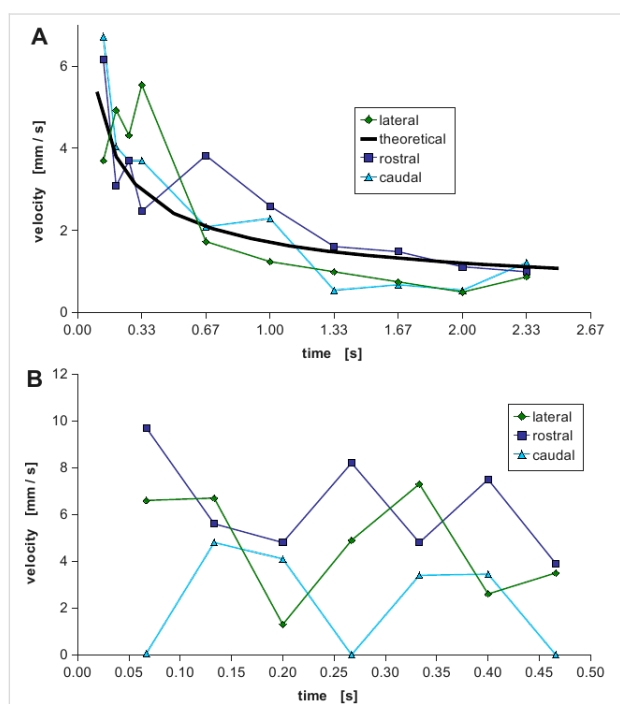 A
6
4
2
0
velocity [mm / s]
lateral
theoretical
rostral
caudal
0.00 0.33 0.67 1.00 1.33 1.67 2.00 2.33 2.67
time [s]
B
12
10
8
6
4
2
0
velocity [mm / s]
lateral
rostral
caudal
0.00 0.05 0.10 0.15 0.20 0.25 0.30 0.35 0.40 0.45 0.50
time [s]